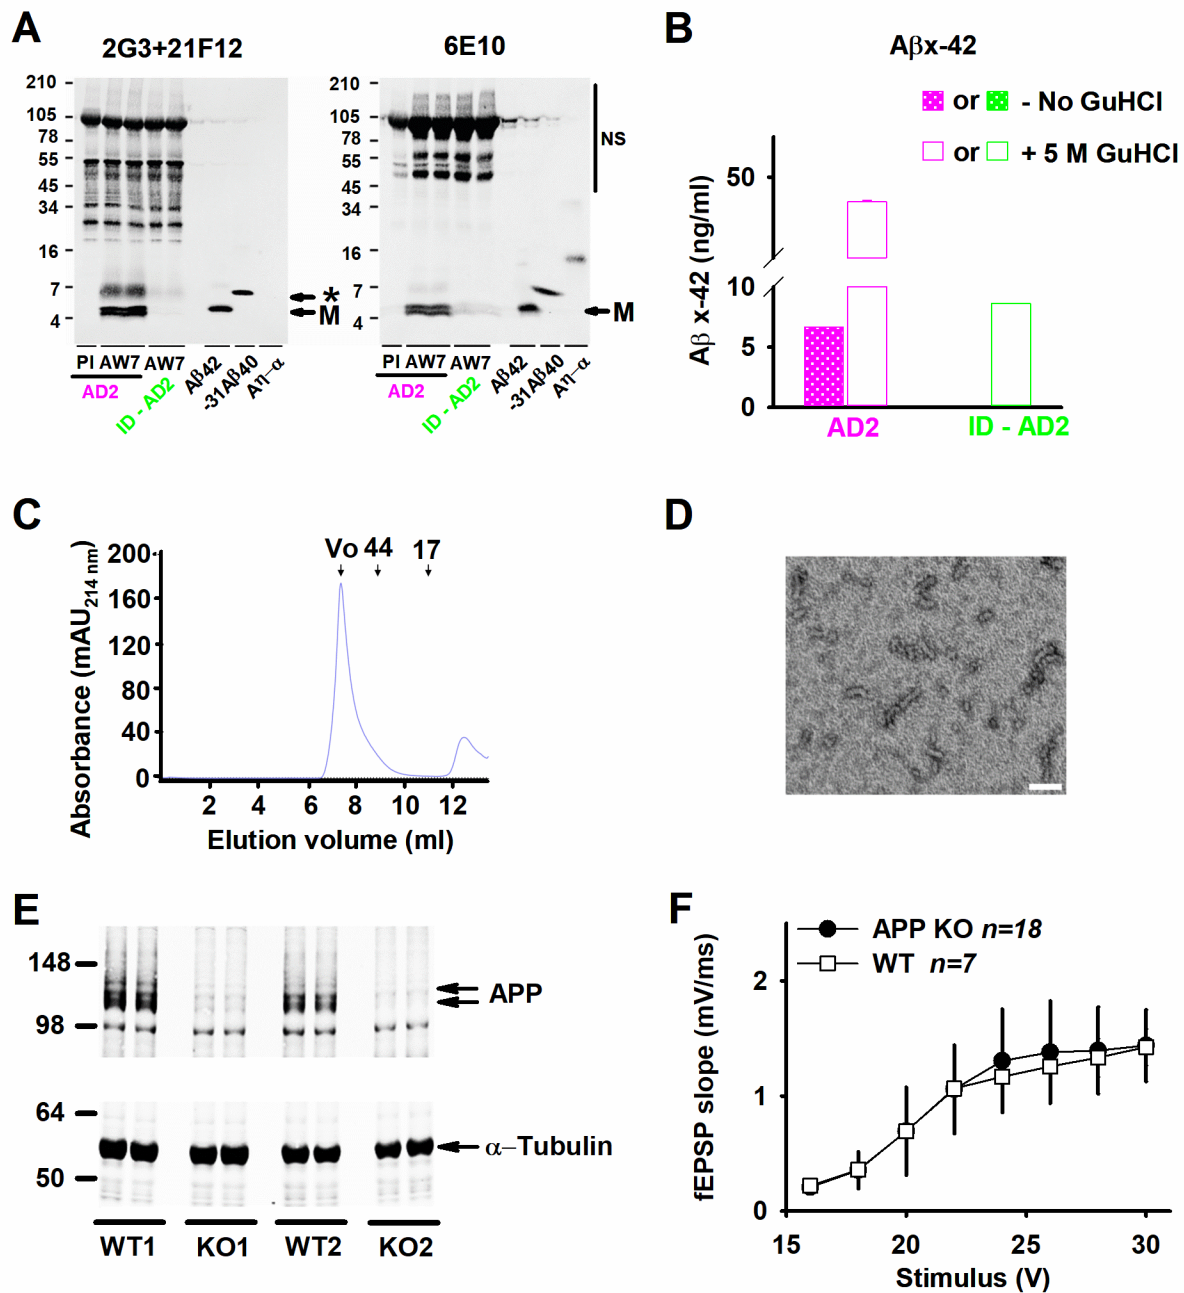 A
2G3+21F12
6E10
210
105
78
55
45
34
16
7
4
*
M
PI AW7 AW7
AD2
ID - AD2
Aβ42
-31Aβ40
Aη–α
210
105
78
55
45
34
16
7
4
NS
M
PI AW7 AW7
AD2
ID - AD2
Aβ42
-31Aβ40
Aη–α
B
Aβx-42
or - No GuHCl
or + 5 M GuHCl
Aβ x-42 (ng/ml)
50
10
5
0
AD2
ID - AD2
C
Vo 44 17
Absorbance (mAU214 nm)
200
160
120
80
40
0
2 4 6 8 10 12
Elution volume (ml)
D
E
148
98
APP
64
50
α–Tubulin
WT1 KO1 WT2 KO2
F
APP KO n=18
WT n=7
fEPSP slope (mV/ms)
2
1
0
15 20 25 30
Stimulus (V)